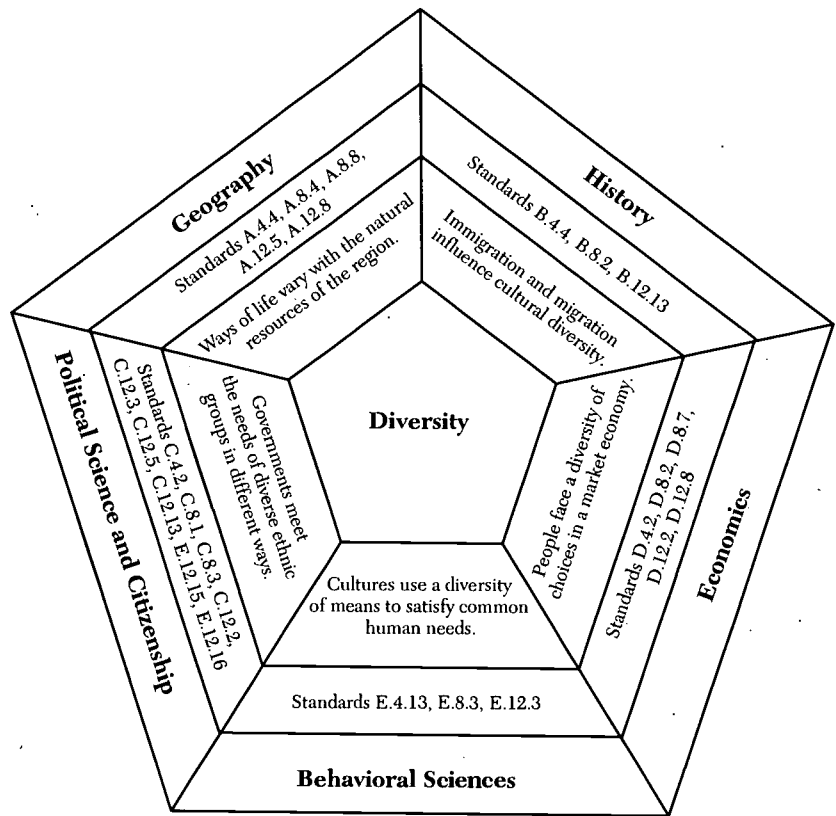 Geography
Standards A.4.4, A.8.4, A.8.8,
A.12.5, A.12.8
Ways of life vary with the natural
resources of the region.
History
Standards B.4.4, B.8.2, B.12.13
Immigration and migration
influence cultural diversity.
Diversity
Political Science and Citizenship
Standards C.4.2, C.8.1, C.8.3, C.12.2,
C.12.3, C.12.5, C.12.13, E.12.15, E.12.16
Governments meet
the needs of diverse ethnic
groups in different ways.
People face a diversity of
choices in a market economy.
Standards D.4.2, D.8.2, D.8.7,
D.12.2, D.12.8
Economics
Cultures use a diversity
of means to satisfy common
human needs.
Standards E.4.13, E.8.3, E.12.3
Behavioral Sciences